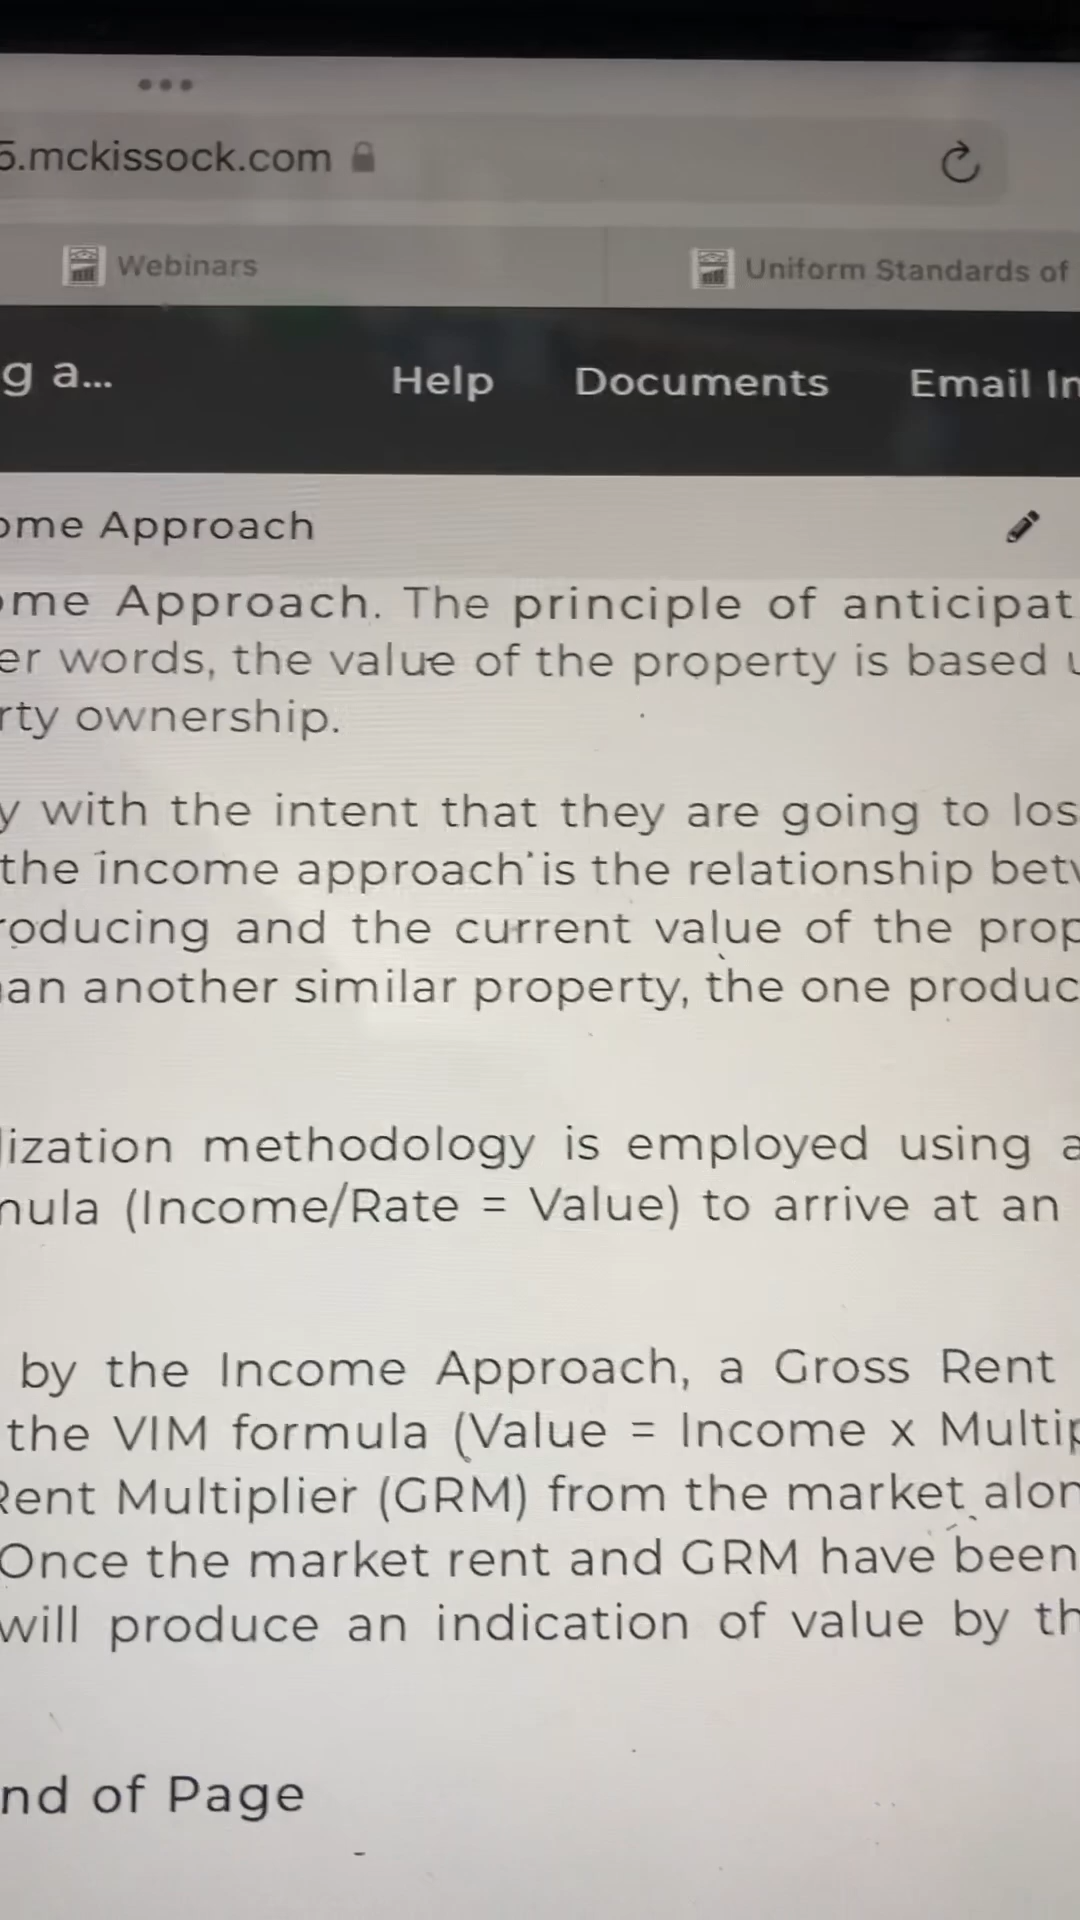 5.mckissock.com
Webinars
Uniform Standards of
g a...
Help
Documents
Email In
ome Approach
ome Approach. The principle of anticipat
er words, the value of the property is based u
rty ownership.
y with the intent that they are going to los
the income approach is the relationship betw
roducing and the current value of the prop
an another similar property, the one produc
lization methodology is employed using a
mula (Income/Rate = Value) to arrive at an
by the Income Approach, a Gross Rent
the VIM formula (Value = Income x Multip
Rent Multiplier (GRM) from the market alon
Once the market rent and GRM have been
will produce an indication of value by th
nd of Page